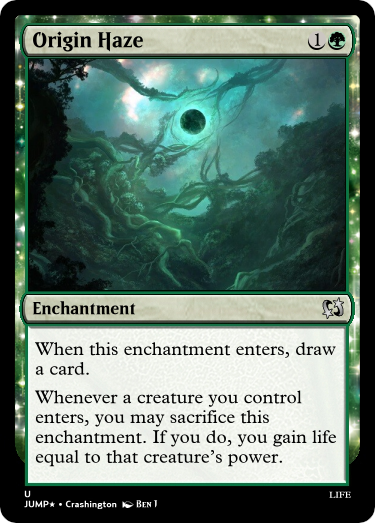 Origin Haze 1
Enchantment
When this enchantment enters, draw
a card.
Whenever a creature you control
enters, you may sacrifice this
enchantment. If you do, you gain life
equal to that creature's power.
U
LIFE
JUMP★ • Crashington Ben I